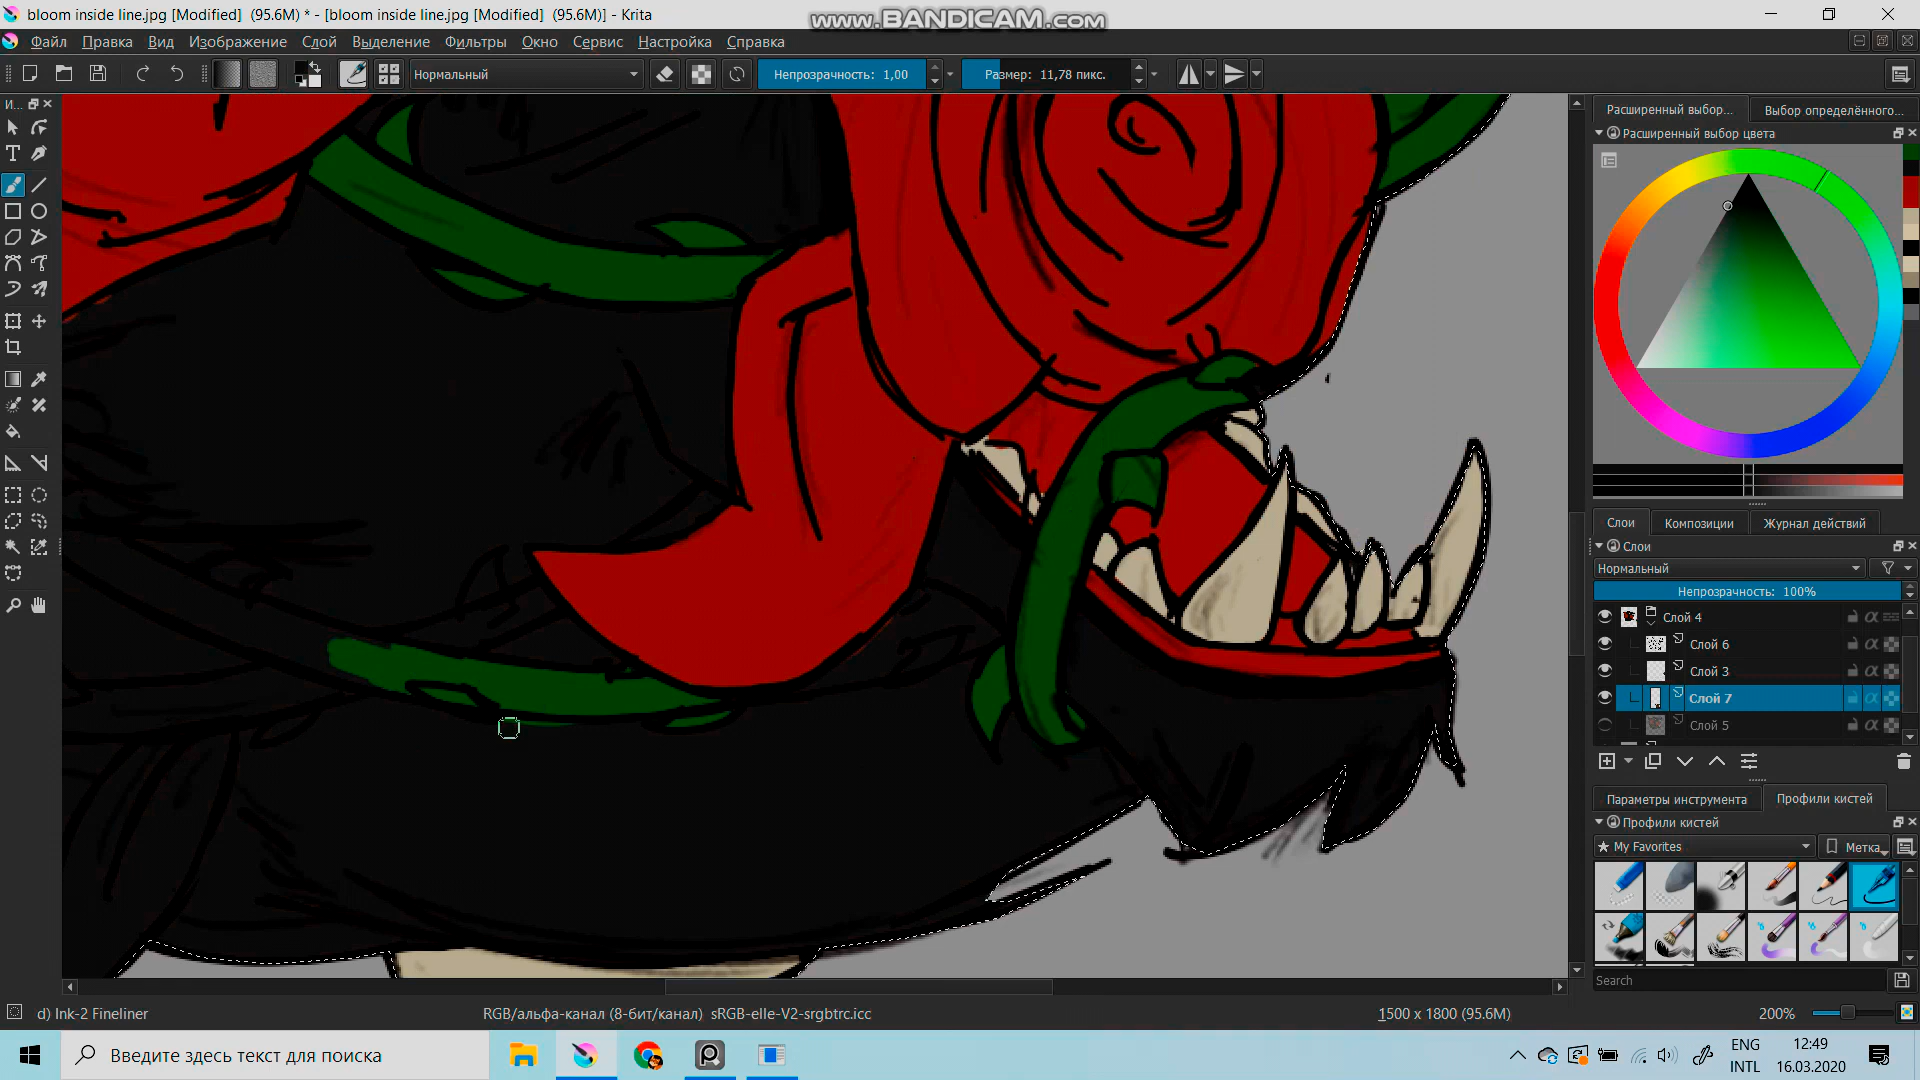 bloom inside line.jpg [Modified]  (95.6M) * - [bloom inside line.jpg [Modified]  (95.6M)] - Krita
www.BANDICAM.com
Файл Правка Вид Изображение Слой Выделение Фильтры Окно Сервис Настройка Справка
Нормальный
Непрозрачность: 1,00
Размер: 11,78 пикс.
И...
Расширенный выбор...
Выбор определённого...
Расширенный выбор цвета
Слои
Композиции
Журнал действий
Слои
Нормальный
Непрозрачность: 100%
Слой 4
Слой 6
Слой 3
Слой 7
Слой 5
Параметры инструмента
Профили кистей
Профили кистей
★ My Favorites
Метка
Search
d) Ink-2 Fineliner
RGB/альфа-канал (8-бит/канал)  sRGB-elle-V2-srgbtrc.icc
1500 x 1800 (95.6M)
200%
Введите здесь текст для поиска
ENG
INTL
12:49
16.03.2020